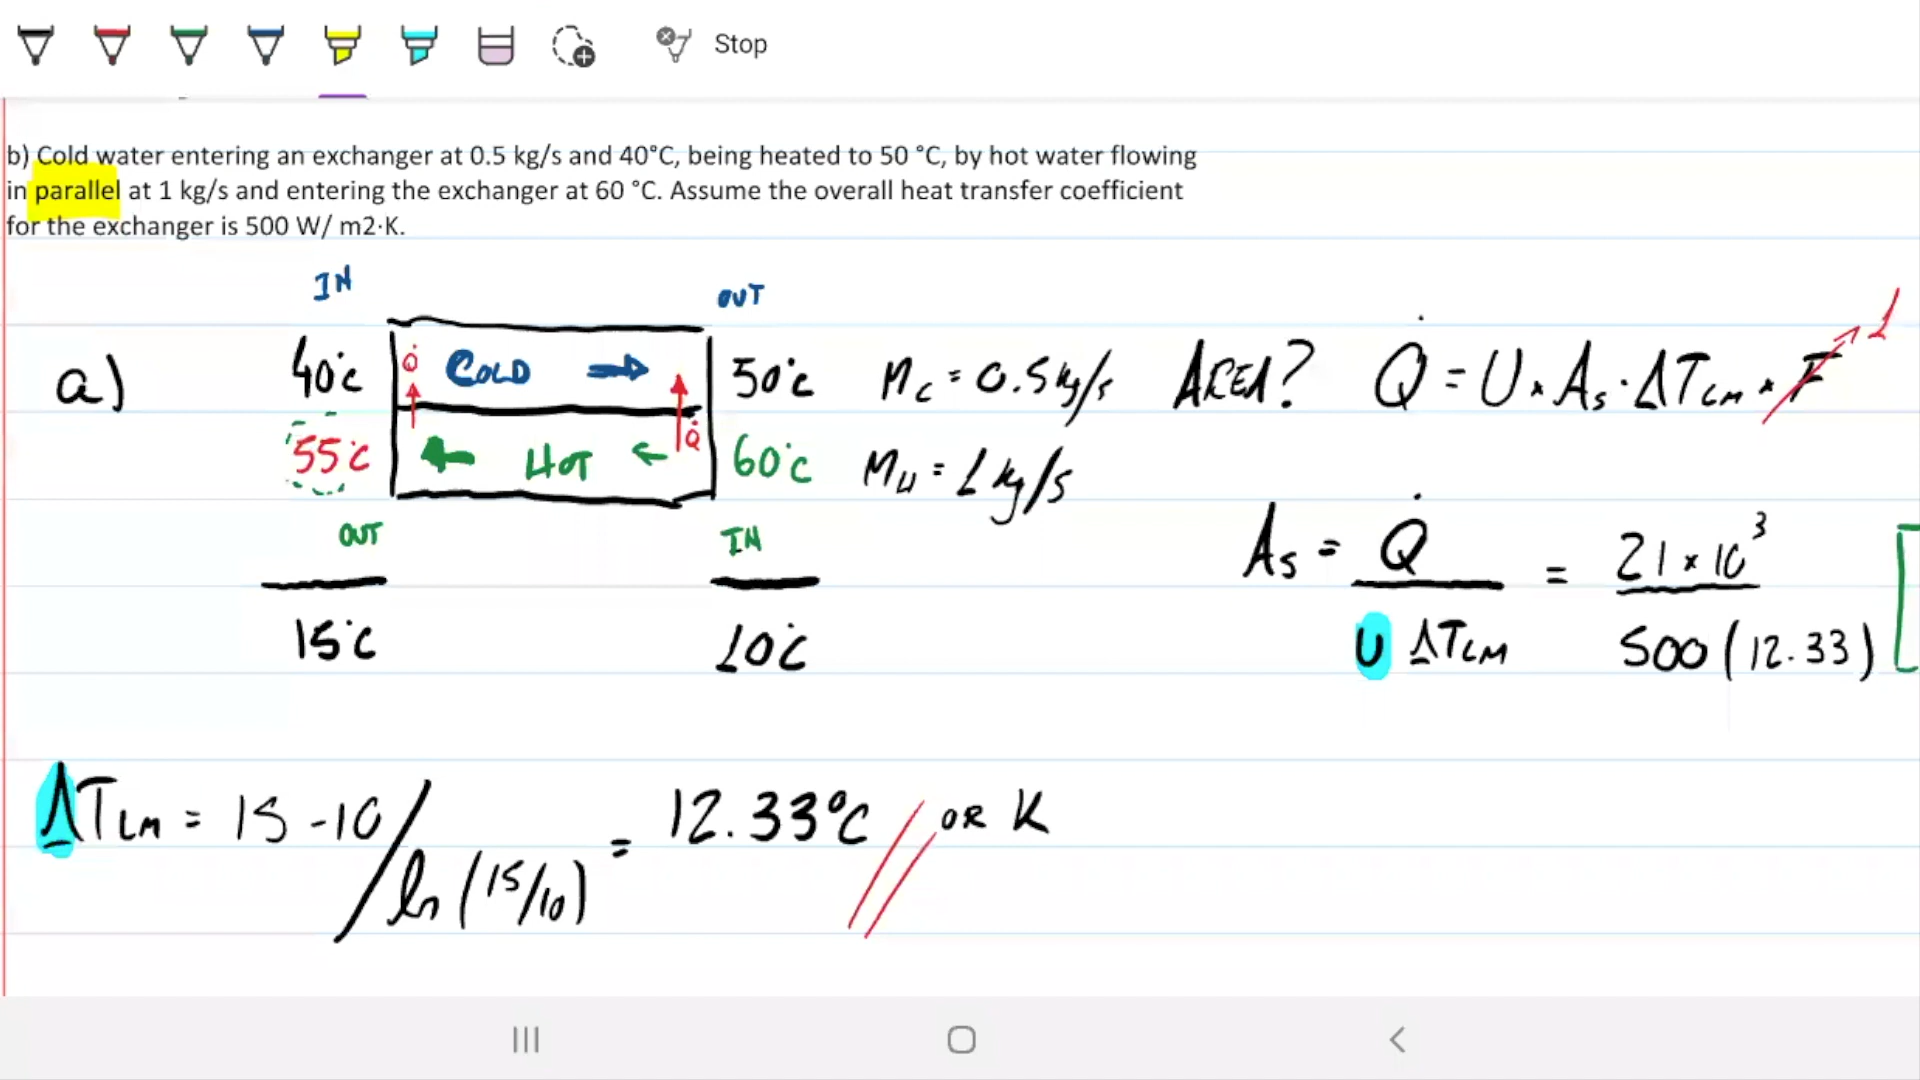 Stop
b) Cold water entering an exchanger at 0.5 kg/s and 40°C, being heated to 50 °C, by hot water flowing
in parallel at 1 kg/s and entering the exchanger at 60 °C. Assume the overall heat transfer coefficient
for the exchanger is 500 W/ m2·K.
IN OUT
a) 40°C Q̇ COLD 50°C Mc = 0.5 kg/s AREA? Q̇ = U × As · ΔTLM × F 1
55°C HOT Q̇ 60°C MH = 1 kg/s
OUT IN
As = Q̇ / U ΔTLM = 21 × 10³ / 500 (12.33)
15°C 10°C
ΔTLM = 15 - 10 / ln (15/10) = 12.33°C OR K